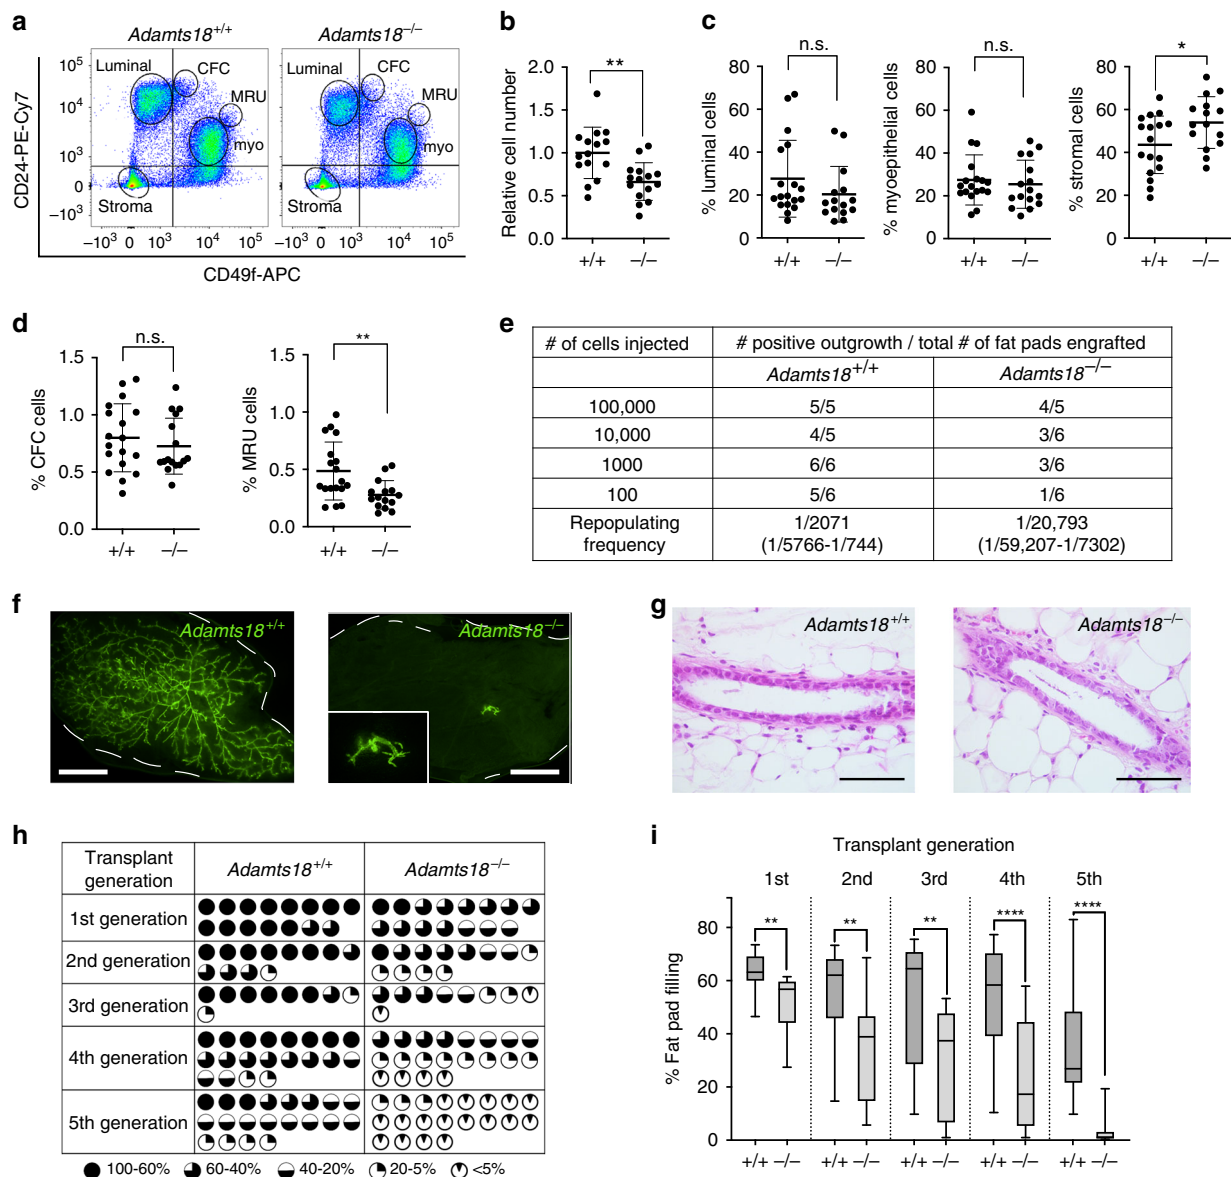 a
Adamts18+/+
Adamts18−/−
CD24-PE-Cy7
10^5
10^4
10^3
0
−10^3
Luminal
CFC
MRU
myo
Stroma
Luminal
CFC
MRU
myo
Stroma
−10^3 0 10^3 10^4 10^5
−10^3 0 10^3 10^4 10^5
CD49f-APC
b
Relative cell number
2.0
1.5
1.0
0.5
0.0
**
+/+ −/−
c
% luminal cells
80
60
40
20
0
n.s.
+/+ −/−
% myoepithelial cells
80
60
40
20
0
n.s.
+/+ −/−
% stromal cells
80
60
40
20
0
*
+/+ −/−
d
% CFC cells
1.5
1.0
0.5
0.0
n.s.
+/+ −/−
% MRU cells
1.5
1.0
0.5
0.0
**
+/+ −/−
e
# of cells injected # positive outgrowth / total # of fat pads engrafted
Adamts18+/+ Adamts18−/−
100,000 5/5 4/5
10,000 4/5 3/6
1000 6/6 3/6
100 5/6 1/6
Repopulating frequency 1/2071 (1/5766-1/744) 1/20,793 (1/59,207-1/7302)
f
Adamts18+/+
Adamts18−/−
g
Adamts18+/+
Adamts18−/−
h
Transplant generation Adamts18+/+ Adamts18−/−
1st generation
2nd generation
3rd generation
4th generation
5th generation
100-60% 60-40% 40-20% 20-5% <5%
i
Transplant generation
1st 2nd 3rd 4th 5th
% Fat pad filling
80
60
40
20
0
** ** ** **** ****
+/+ −/− +/+ −/− +/+ −/− +/+ −/− +/+ −/−